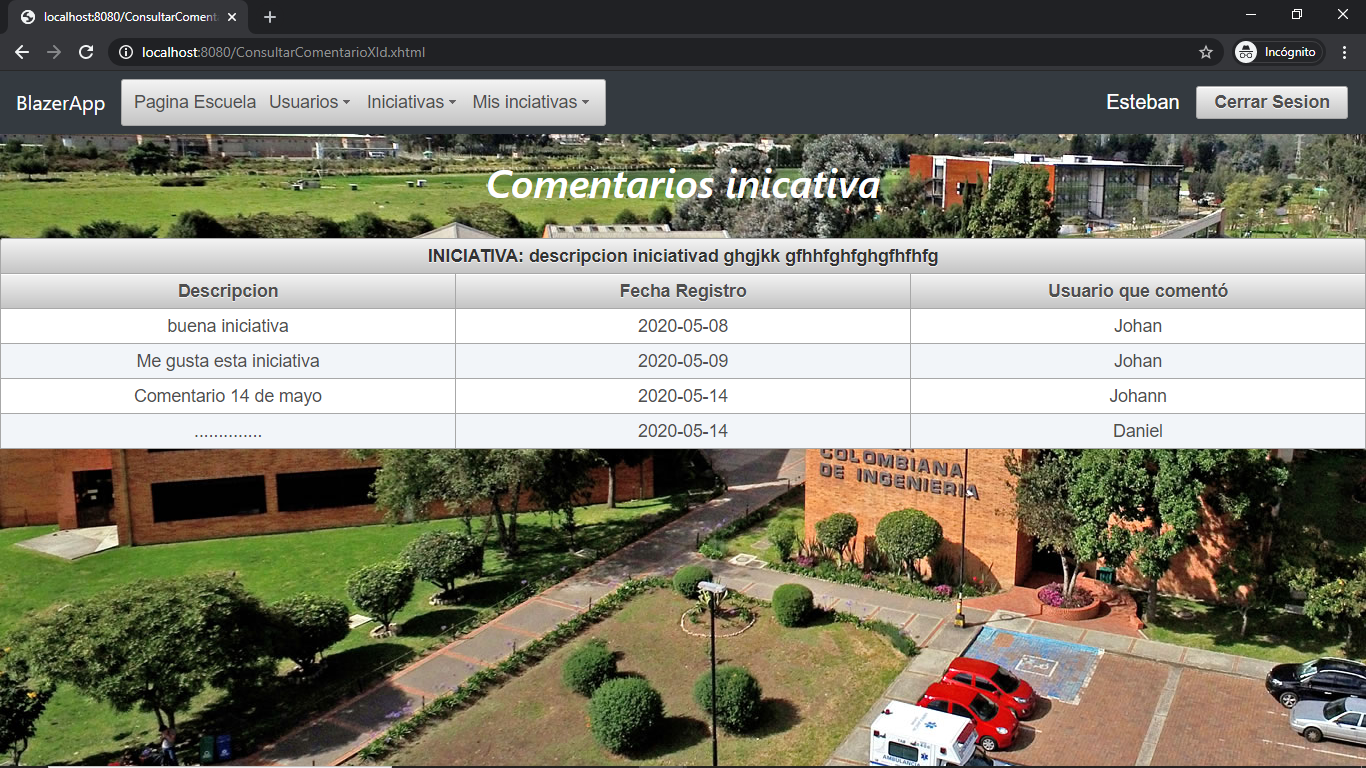 localhost:8080/ConsultarComent
localhost:8080/ConsultarComentarioXId.xhtml
Incógnito
BlazerApp Pagina Escuela Usuarios Iniciativas Mis inciativas Esteban Cerrar Sesion
Comentarios inicativa
INICIATIVA: descripcion iniciativad ghgjkk gfhhfghfghgfhfhfg
Descripcion Fecha Registro Usuario que comentó
buena iniciativa 2020-05-08 Johan
Me gusta esta iniciativa 2020-05-09 Johan
Comentario 14 de mayo 2020-05-14 Johann
.............. 2020-05-14 Daniel
COLOMBIANA
DE INGENIERIA
AMBULANCIA